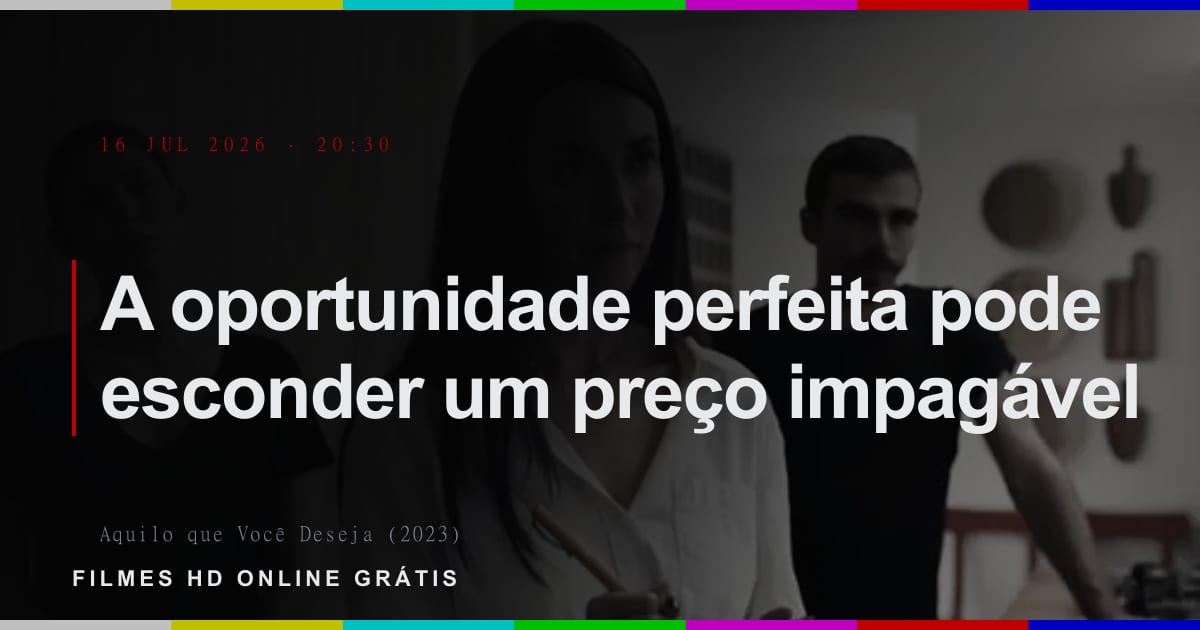 16 JUL 2026 · 20:30
A oportunidade perfeita pode
esconder um preço impagável
Aquilo que Você Deseja (2023)
FILMES HD ONLINE GRÁTIS